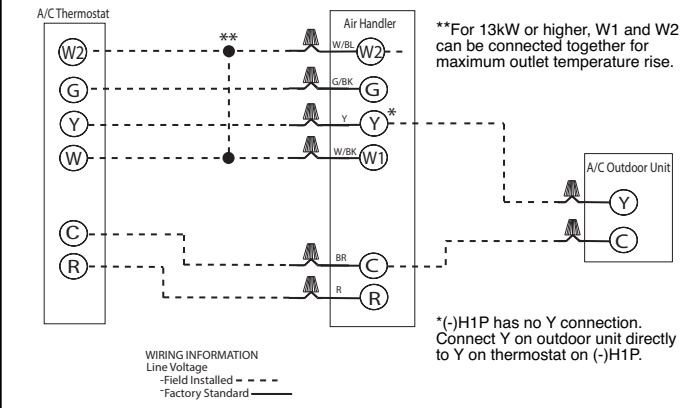 A/C Thermostat
Air Handler
**For 13kW or higher, W1 and W2
can be connected together for
maximum outlet temperature rise.
W2
**
W/BL
W2
G
G/BK
G
Y
Y
Y
*
W
W/BK
W1
A/C Outdoor Unit
Y
C
BR
C
C
R
R
R
*(-)H1P has no Y connection.
Connect Y on outdoor unit directly
to Y on thermostat on (-)H1P.
WIRING INFORMATION
Line Voltage
-Field Installed
-Factory Standard